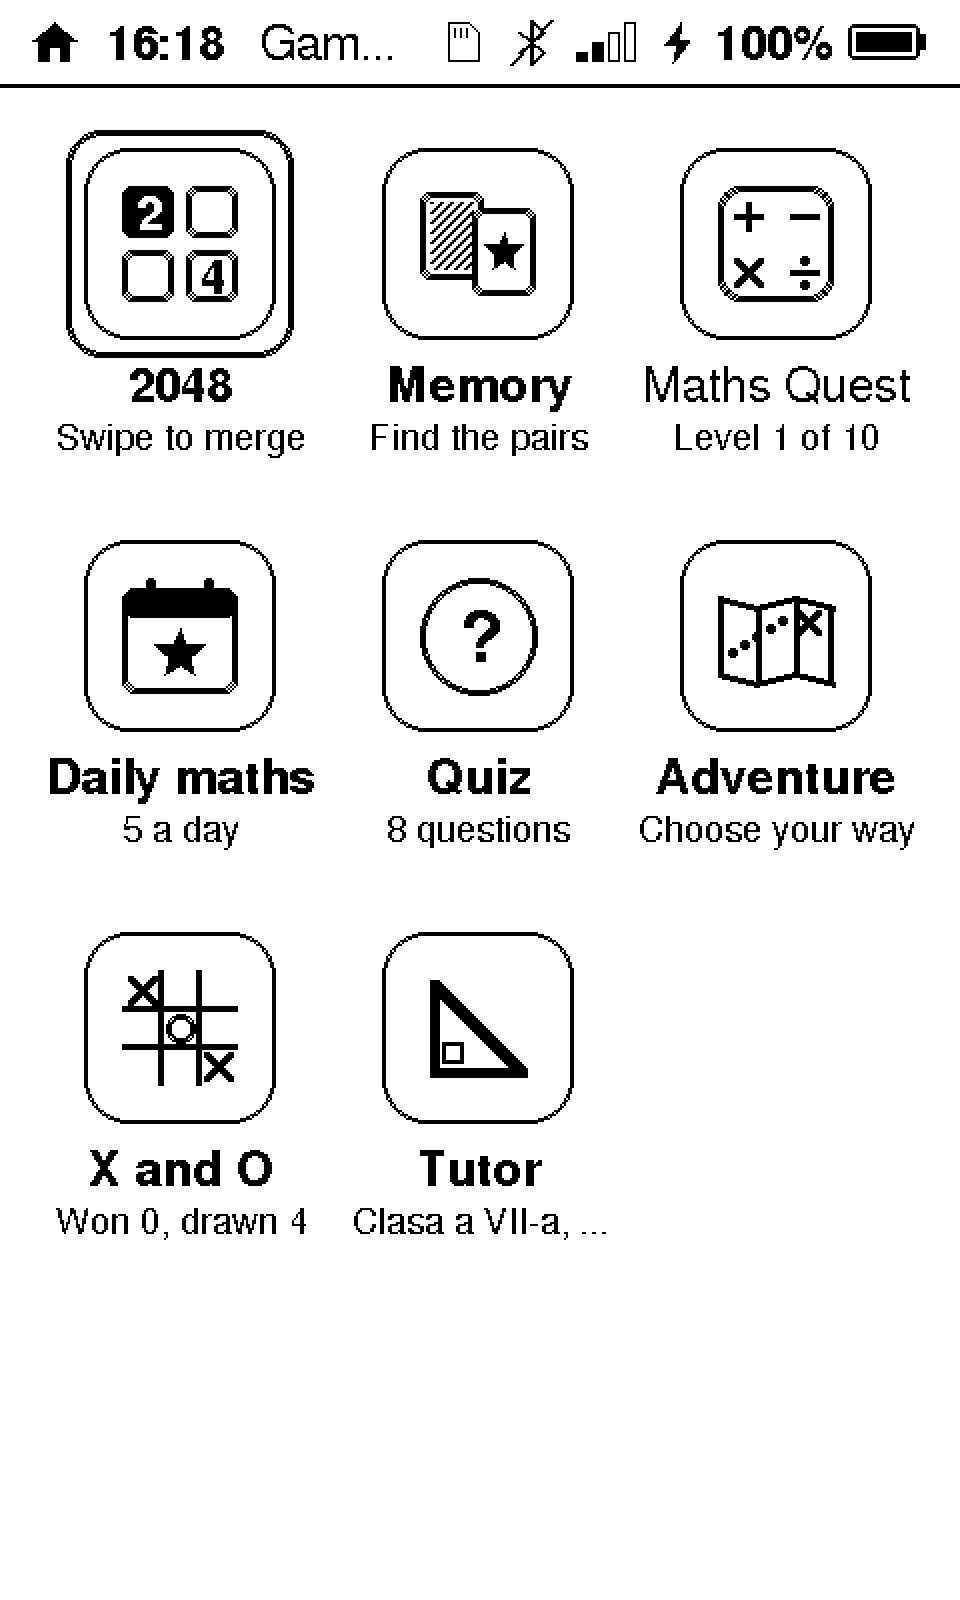 16:18 Gam... 100%
2 4
2048 Memory Maths Quest
Swipe to merge Find the pairs Level 1 of 10
?
Daily maths Quiz Adventure
5 a day 8 questions Choose your way
X and O Tutor
Won 0, drawn 4 Clasa a VII-a, ...